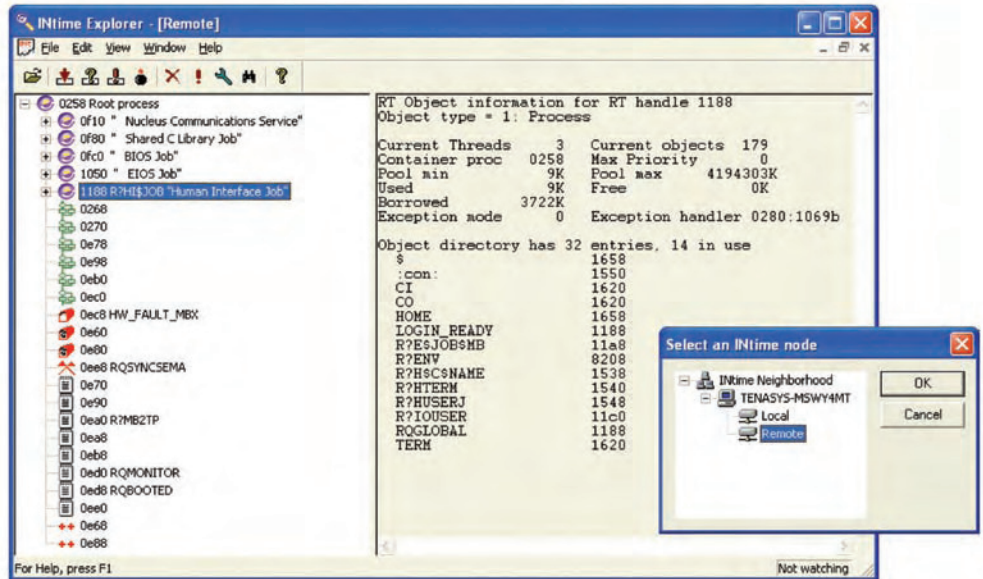 INtime Explorer - [Remote]
File Edit View Window Help
0258 Root process
0f10 " Nucleus Communications Service"
0f80 " Shared C Library Job"
0fc0 " BIOS Job"
1050 " EIOS Job"
1188 R?HI$JOB "Human Interface Job"
0268
0270
0e78
0e98
0eb0
0ec0
0ec8 HW_FAULT_MBX
0e60
0e80
0ee8 RQSYNCSEMA
0e70
0e90
0ea0 R?MB2TP
0ea8
0eb8
0ed0 RQMONITOR
0ed8 RQBOOTED
0ee0
0e68
0e88
RT Object information for RT handle 1188
Object type = 1: Process
Current Threads 3 Current objects 179
Container proc 0258 Max Priority 0
Pool min 9K Pool max 4194303K
Used 9K Free 0K
Borrowed 3722K
Exception mode 0 Exception handler 0280:1069b
Object directory has 32 entries, 14 in use
$ 1658
:con: 1550
CI 1620
CO 1620
HOME 1658
LOGIN_READY 1188
R?E$JOB$MB 11a8
R?ENV 8208
R?H$C$NAME 1538
R?HTERM 1540
R?HUSERJ 1548
R?IOUSER 11c0
RQGLOBAL 1188
TERM 1620
Select an INtime node
INtime Neighborhood
TENASYS-MSWY4MT
Local
Remote
OK
Cancel
For Help, press F1
Not watching